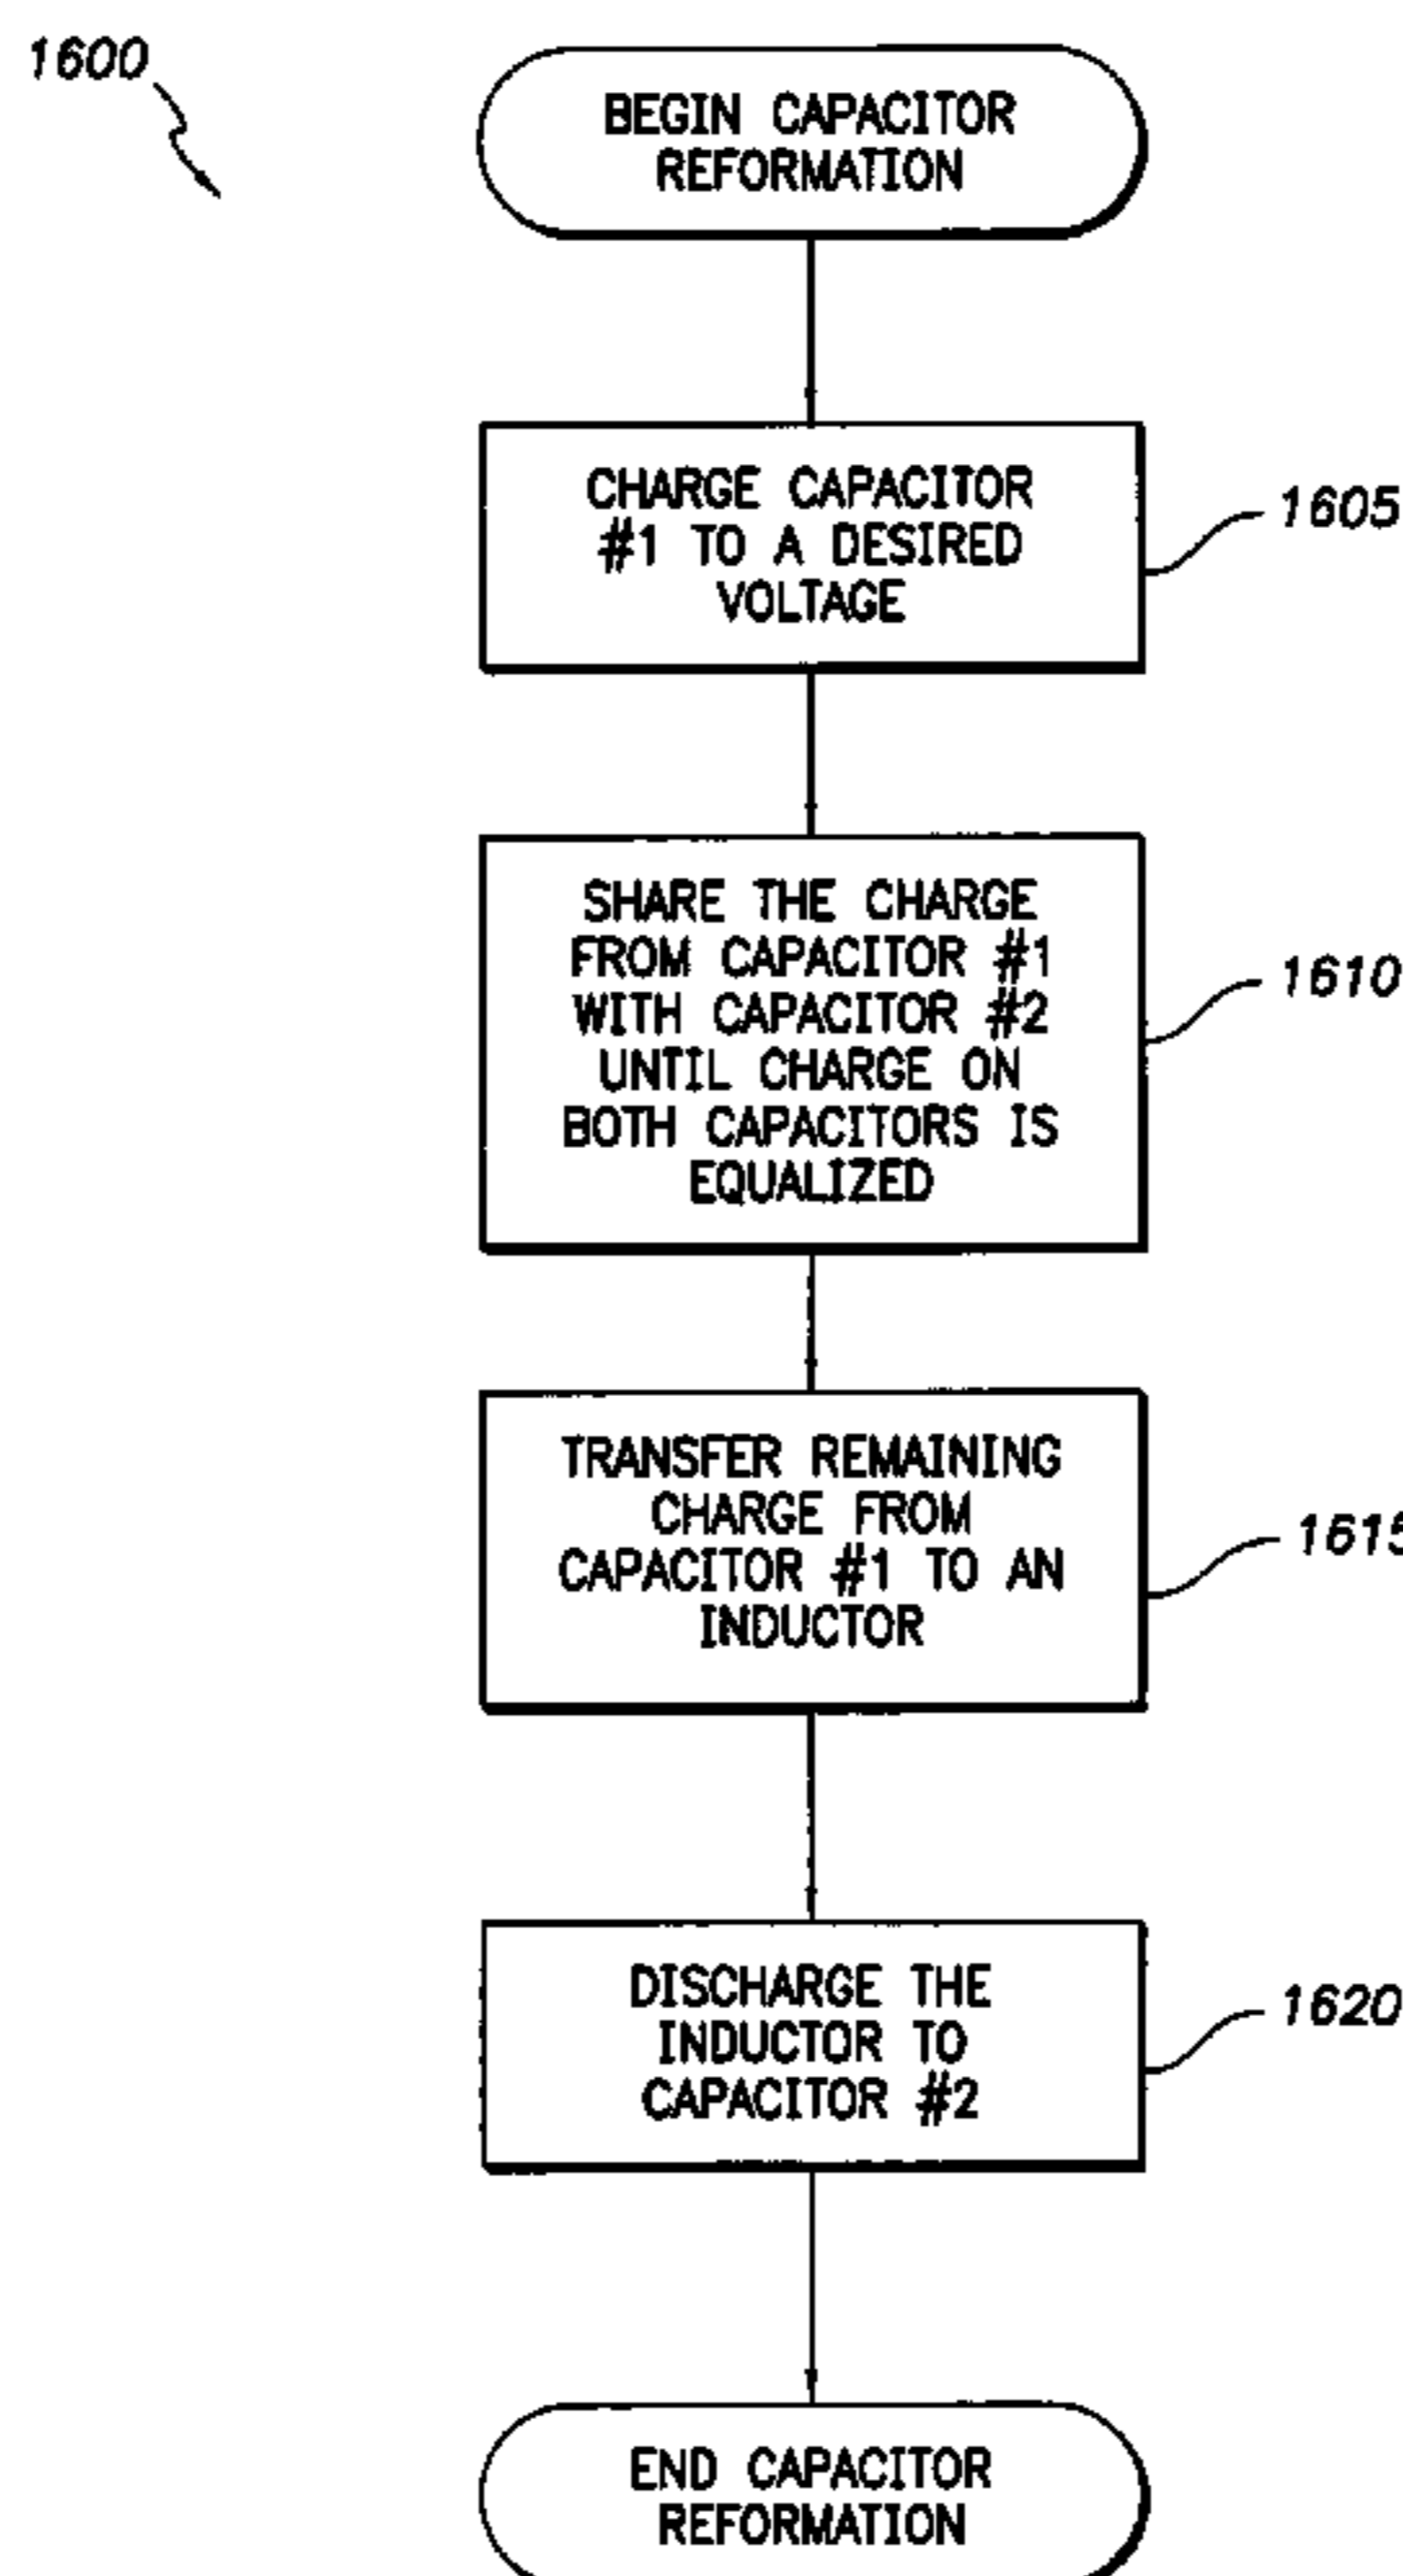 1600
BEGIN CAPACITOR
REFORMATION
CHARGE CAPACITOR
#1 TO A DESIRED
VOLTAGE
1605
SHARE THE CHARGE
FROM CAPACITOR #1
WITH CAPACITOR #2
UNTIL CHARGE ON
BOTH CAPACITORS IS
EQUALIZED
1610
TRANSFER REMAINING
CHARGE FROM
CAPACITOR #1 TO AN
INDUCTOR
1615
DISCHARGE THE
INDUCTOR TO
CAPACITOR #2
1620
END CAPACITOR
REFORMATION